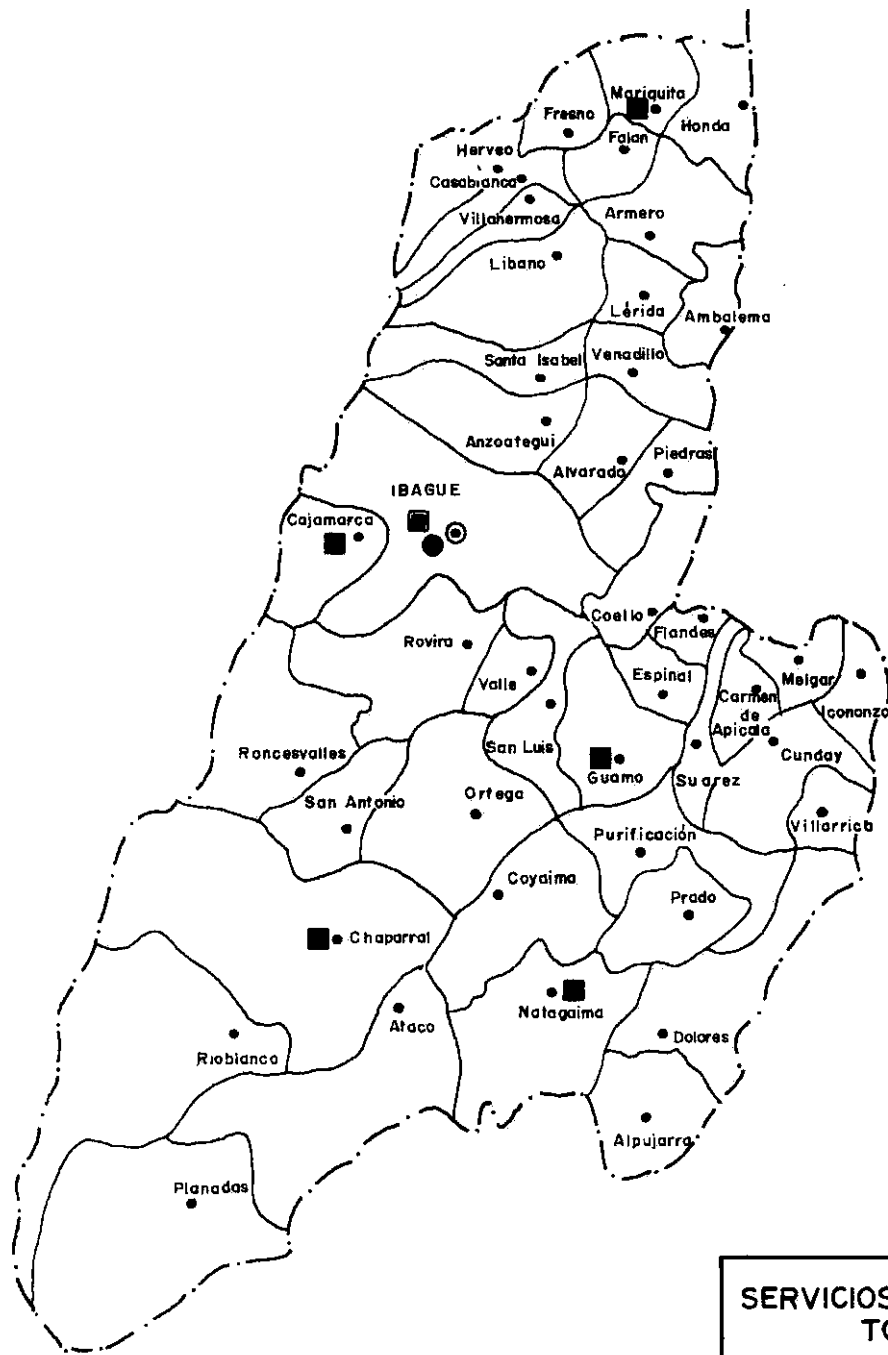 Mariquita
Fresno
Honda
Falan
Herveo
Casabianca
Villahermosa
Armero
Libano
Lérida
Ambalema
Santa Isabel
Venadillo
Anzoategui
Alvarado
Piedras
IBAGUE
Cajamarca
Coello
Flandes
Rovira
Valle
Espinal
Melgar
Carmen
de
Apicala
Icononzo
San Luis
Cunday
Roncesvalles
Guamo
Suarez
San Antonio
Ortega
Villarrica
Purificación
Coyaima
Prado
Chaparral
Natagaima
Ataco
Dolores
Rioblanco
Alpujarra
Planadas
SERVICIOS
TO